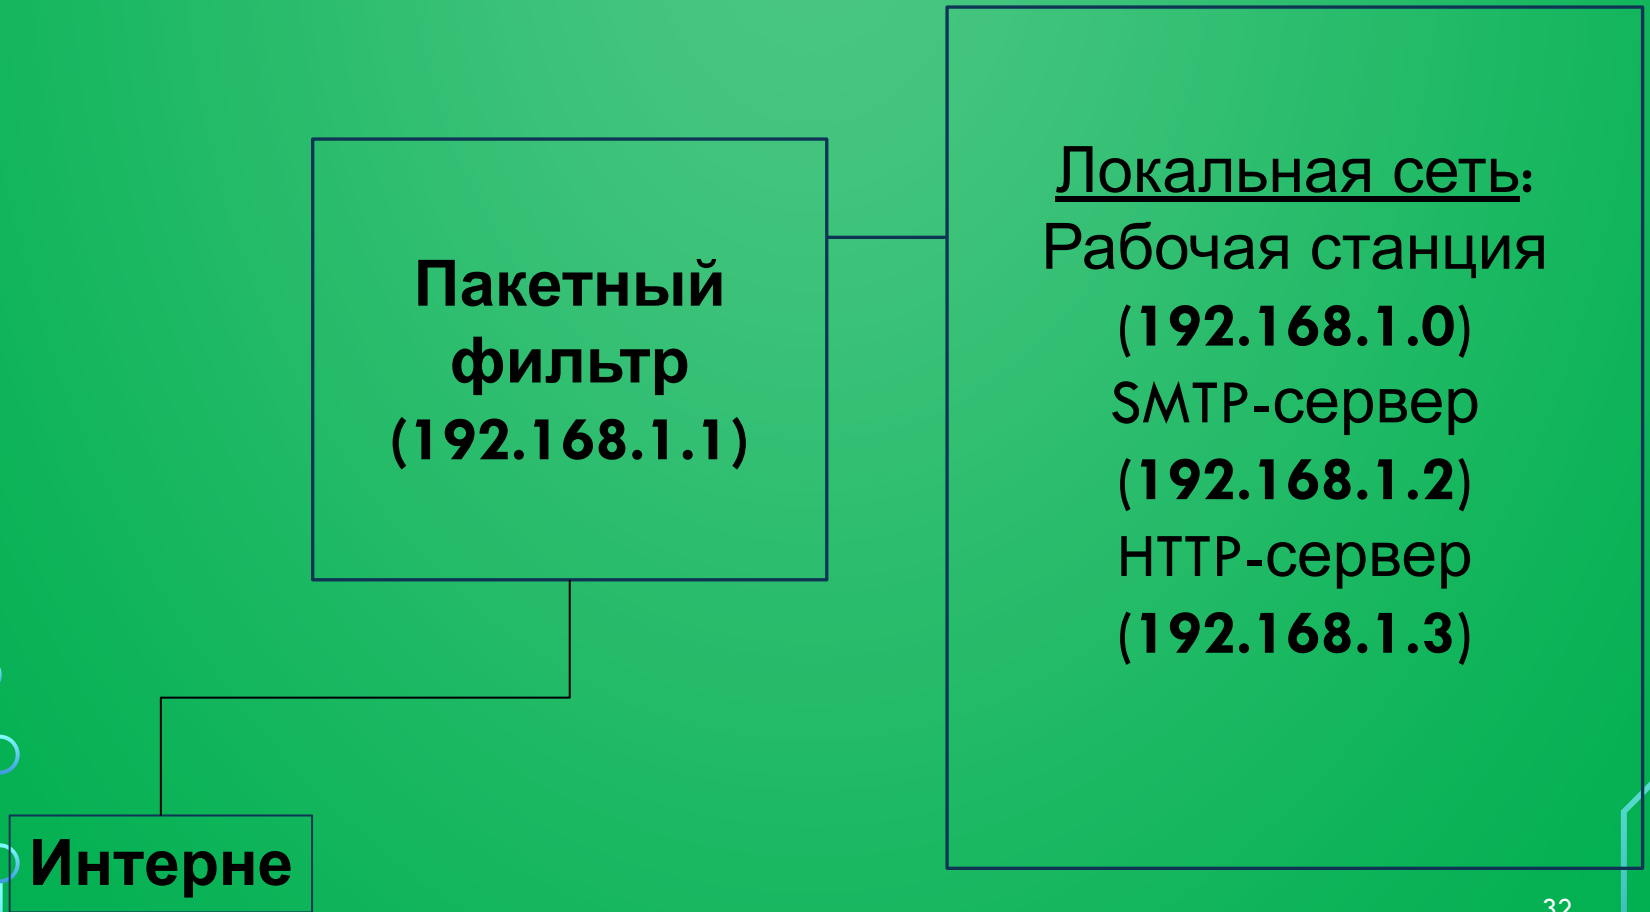 Пакетный
фильтр
(192.168.1.1)
Локальная сеть:
Рабочая станция
(192.168.1.0)
SMTP-сервер
(192.168.1.2)
HTTP-сервер
(192.168.1.3)
Интерне
32